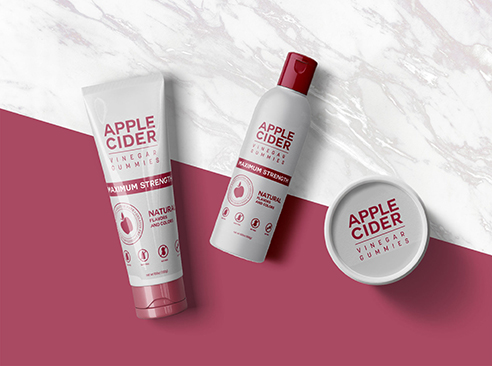 APPLE
CIDER
VINEGAR
GUMMIES
MAXIMUM STRENGTH
NATURAL
FLAVORS
AND COLORS
APPLE
CIDER
VINEGAR
GUMMIES
MAXIMUM STRENGTH
NATURAL
FLAVORS
AND COLORS
APPLE
CIDER
VINEGAR
GUMMIES